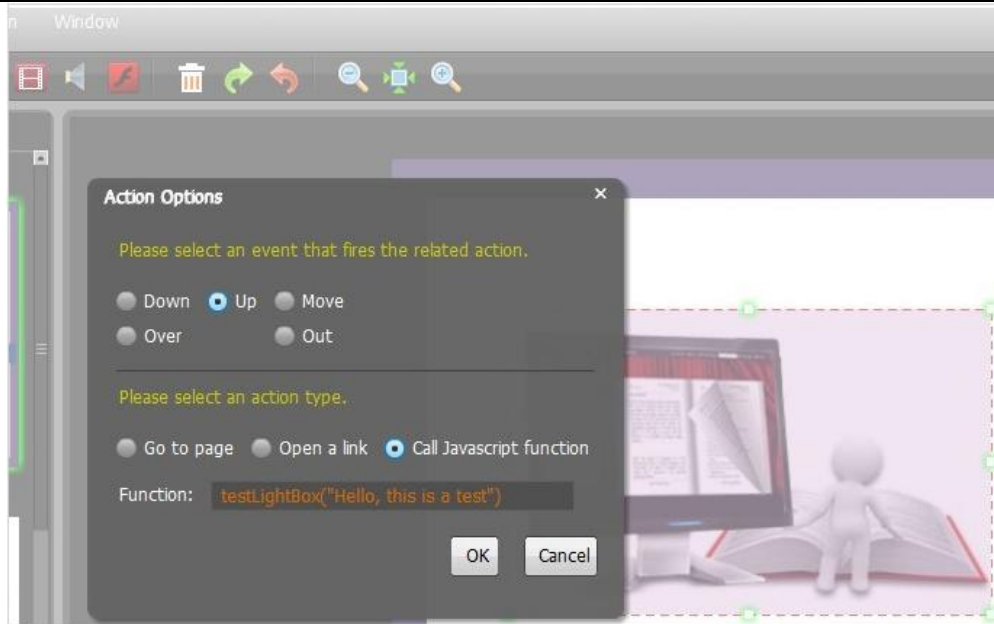 n Window
Action Options
Please select an event that fires the related action.
Down Up Move
Over Out
Please select an action type.
Go to page Open a link Call Javascript function
Function: testLightBox("Hello, this is a test")
OK Cancel